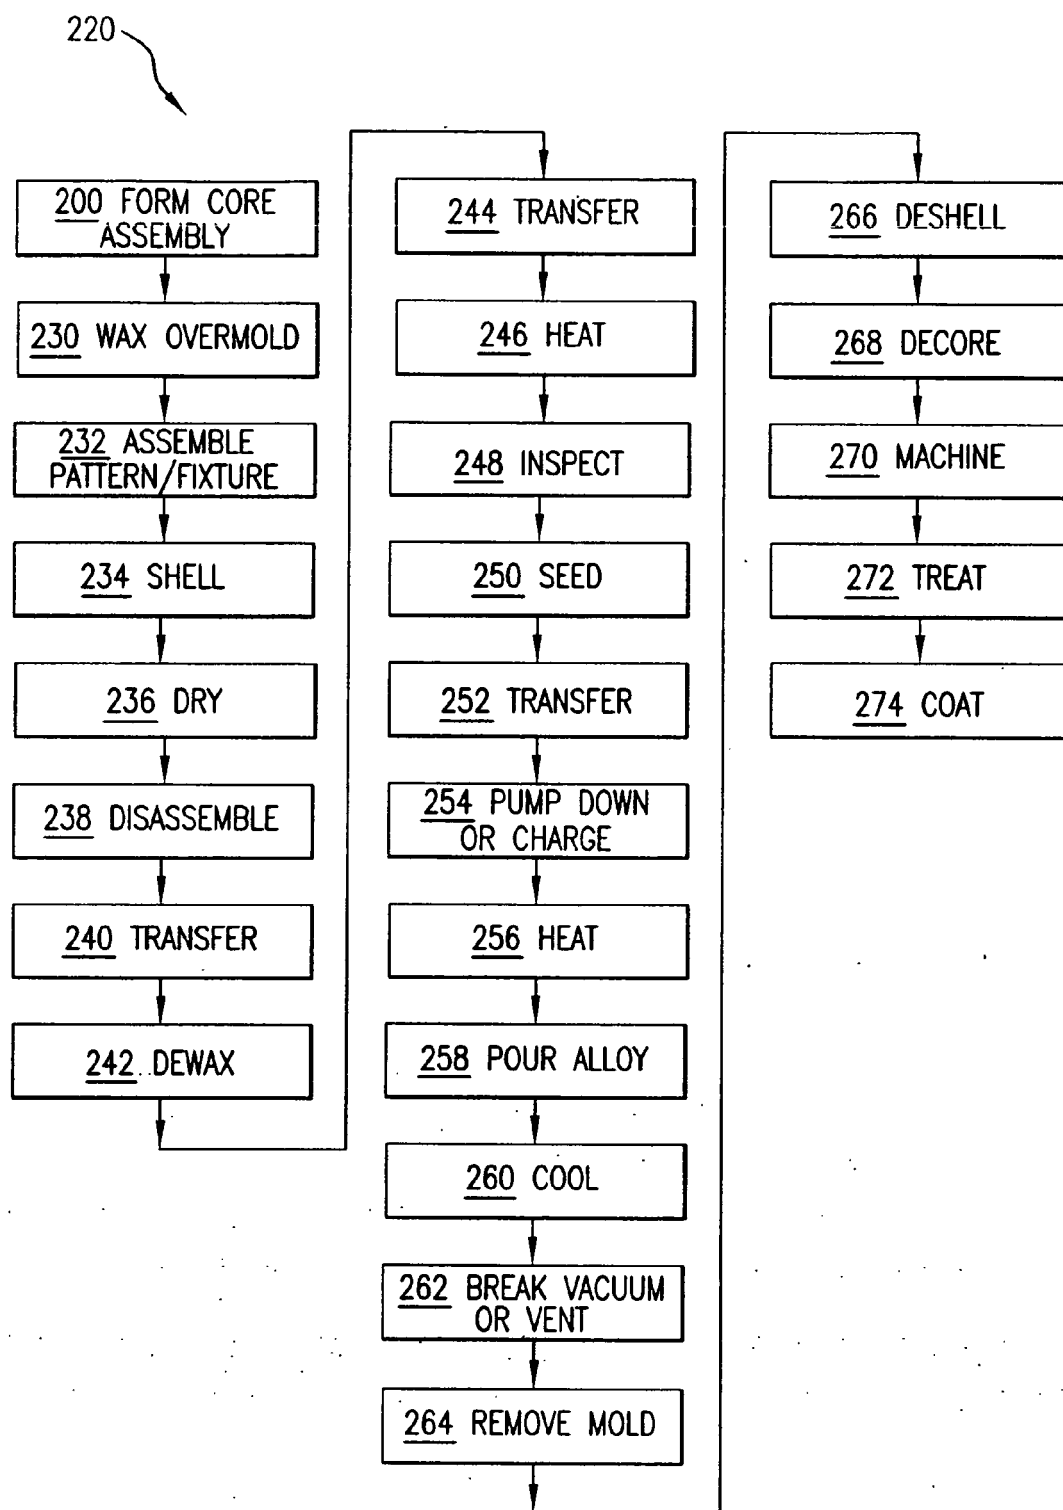 220
200 FORM CORE
ASSEMBLY
230 WAX OVERMOLD
232 ASSEMBLE
PATTERN/FIXTURE
234 SHELL
236 DRY
238 DISASSEMBLE
240 TRANSFER
242 DEWAX
244 TRANSFER
246 HEAT
248 INSPECT
250 SEED
252 TRANSFER
254 PUMP DOWN
OR CHARGE
256 HEAT
258 POUR ALLOY
260 COOL
262 BREAK VACUUM
OR VENT
264 REMOVE MOLD
266 DESHELL
268 DECORE
270 MACHINE
272 TREAT
274 COAT